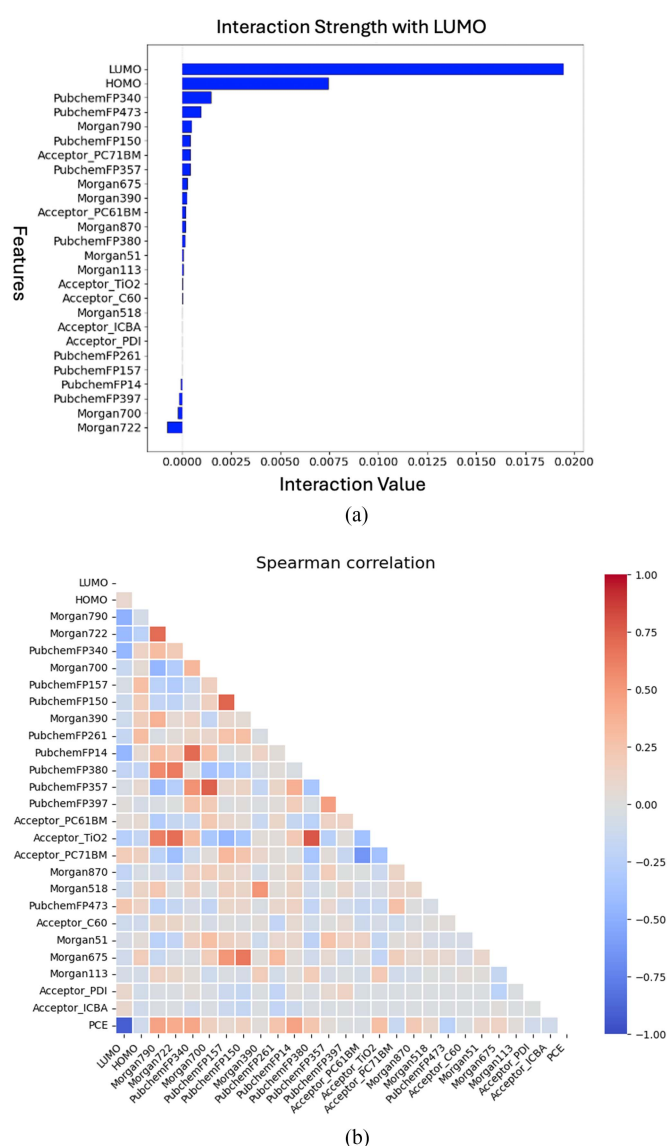 Interaction Strength with LUMO
LUMO
HOMO
PubchemFP340
PubchemFP473
Morgan790
PubchemFP150
Acceptor_PC71BM
PubchemFP357
Morgan675
Morgan390
Acceptor_PC61BM
Morgan870
PubchemFP380
Morgan51
Morgan113
Acceptor_TiO2
Acceptor_C60
Morgan518
Acceptor_ICBA
Acceptor_PDI
PubchemFP261
PubchemFP157
PubchemFP14
PubchemFP397
Morgan700
Morgan722
Features
0.0000 0.0025 0.0050 0.0075 0.0100 0.0125 0.0150 0.0175 0.0200
Interaction Value
(a)
Spearman correlation
LUMO
HOMO
Morgan790
Morgan722
PubchemFP340
Morgan700
PubchemFP157
PubchemFP150
Morgan390
PubchemFP261
PubchemFP14
PubchemFP380
PubchemFP357
PubchemFP397
Acceptor_PC61BM
Acceptor_TiO2
Acceptor_PC71BM
Morgan870
Morgan518
PubchemFP473
Acceptor_C60
Morgan51
Morgan675
Morgan113
Acceptor_PDI
Acceptor_ICBA
PCE
LUMO
HOMO
Morgan790
Morgan722
PubchemFP340
Morgan700
PubchemFP157
PubchemFP150
Morgan390
PubchemFP261
PubchemFP14
PubchemFP380
PubchemFP357
PubchemFP397
Acceptor_PC61BM
Acceptor_TiO2
Acceptor_PC71BM
Morgan870
Morgan518
PubchemFP473
Acceptor_C60
Morgan51
Morgan675
Morgan113
Acceptor_PDI
Acceptor_ICBA
PCE
1.00
0.75
0.50
0.25
0.00
−0.25
−0.50
−0.75
−1.00
(b)